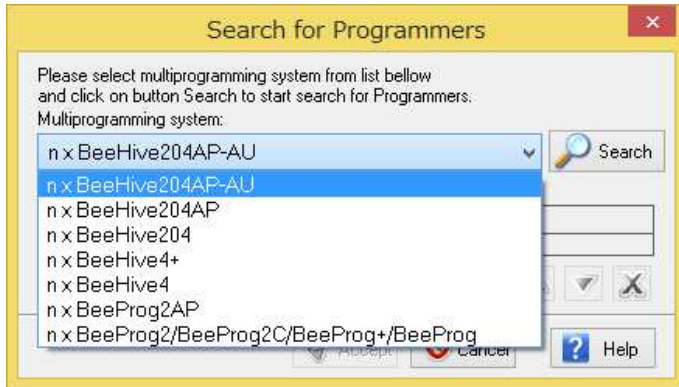 Search for Programmers
Please select multiprogramming system from list bellow
and click on button Search to start search for Programmers.
Multiprogramming system:
n x BeeHive204AP-AU
Search
n x BeeHive204AP-AU
n x BeeHive204AP
n x BeeHive204
n x BeeHive4+
n x BeeHive4
n x BeeProg2AP
n x BeeProg2/BeeProg2C/BeeProg+/BeeProg
Accept
Cancel
Help